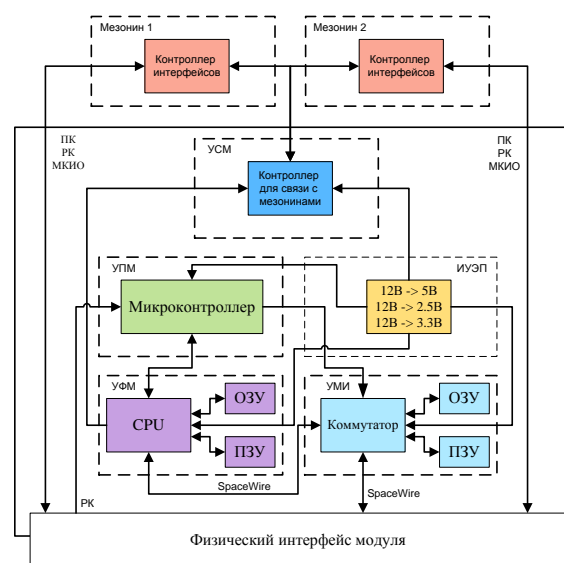 Мезонин 1
Мезонин 2
Контроллер
интерфейсов
Контроллер
интерфейсов
ПК
РК
МКИО
ПК
РК
МКИО
УСМ
Контроллер
для связи с
мезонинами
УПМ
ИУЭП
Микроконтроллер
12В -> 5В
12В -> 2.5В
12В -> 3.3В
УФМ
УМИ
CPU
ОЗУ
ПЗУ
Коммутатор
ОЗУ
ПЗУ
SpaceWire
SpaceWire
РК
Физический интерфейс модуля